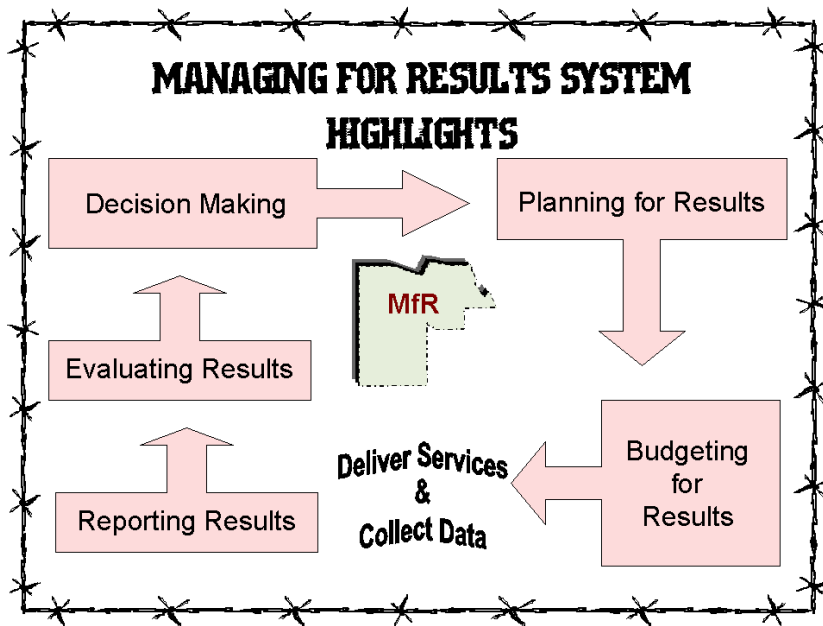 MANAGING FOR RESULTS SYSTEM
HIGHLIGHTS
Decision Making
Planning for Results
MfR
Evaluating Results
Budgeting
for
Results
Deliver Services
&
Collect Data
Reporting Results